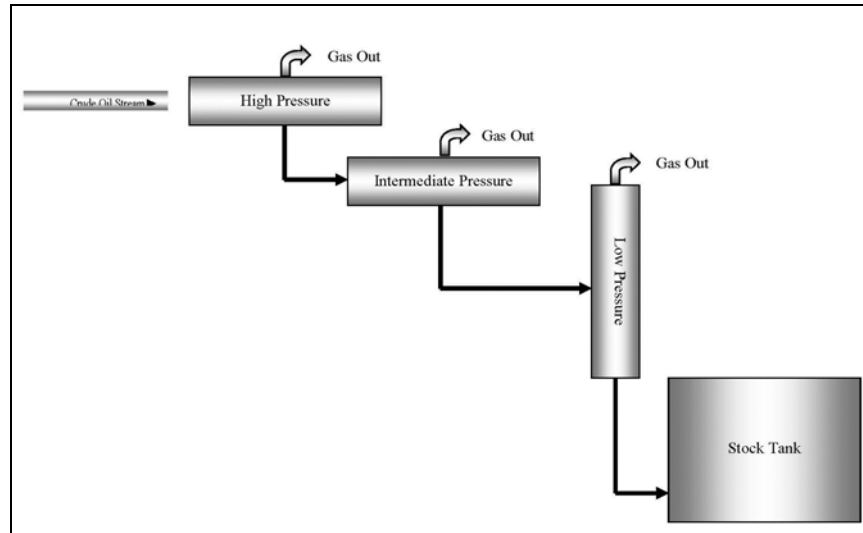 Gas Out
Crude Oil Stream
High Pressure
Gas Out
Intermediate Pressure
Gas Out
Low Pressure
Stock Tank